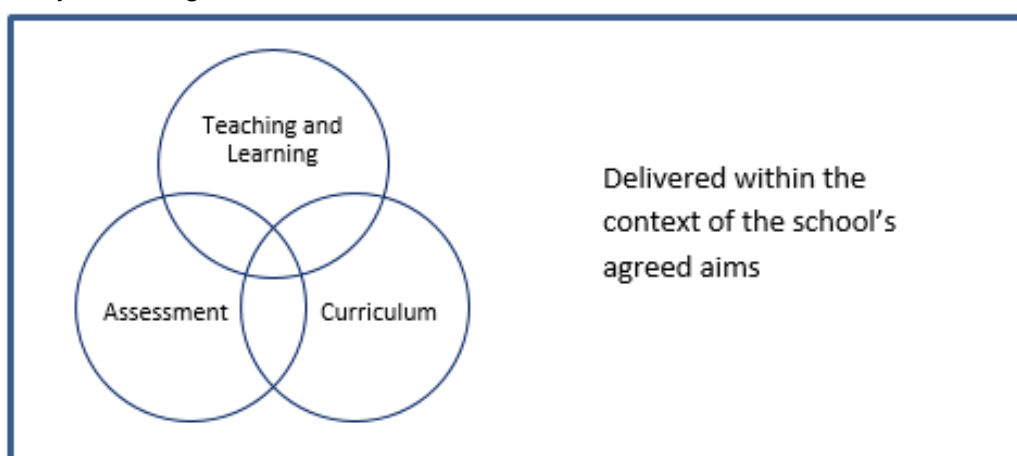 Teaching and
Learning
Delivered within the
context of the school's
agreed aims
Assessment
Curriculum